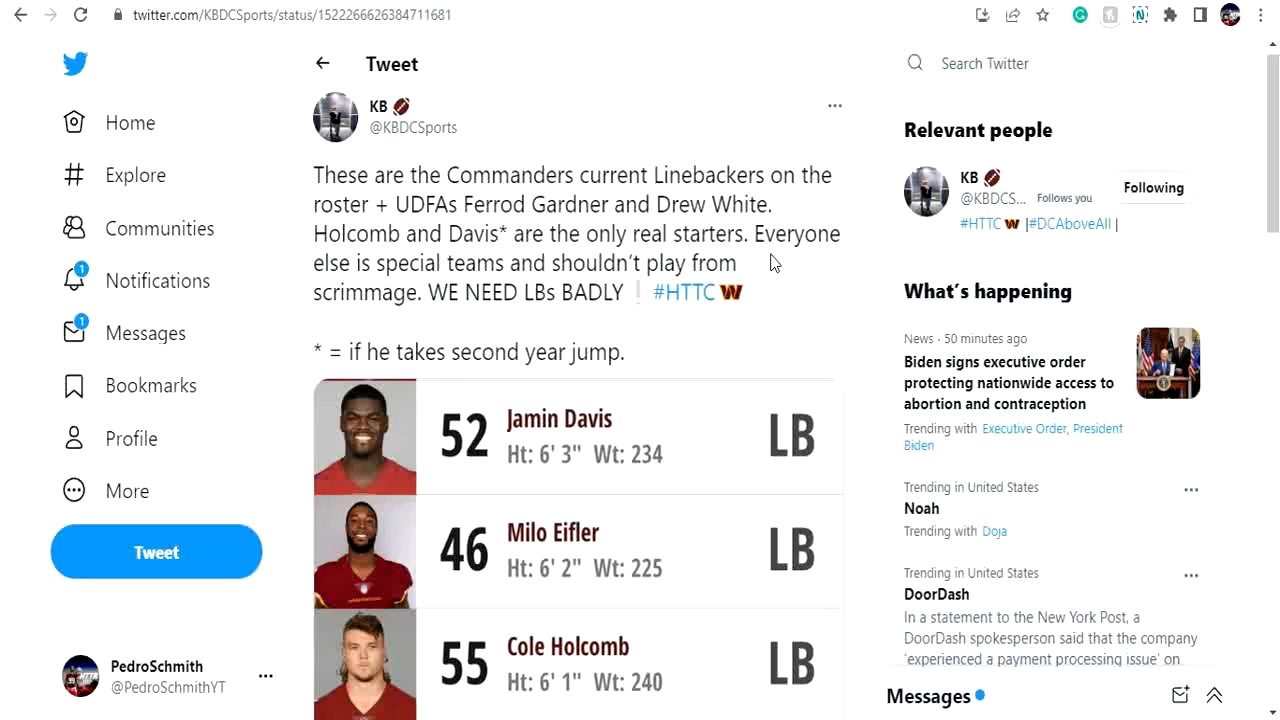 twitter.com/KBDCSports/status/1522266626384711681
Home
Explore
Communities
1
Notifications
1
Messages
Bookmarks
Profile
More
Tweet
PedroSchmith
@PedroSchmithYT
Tweet
KB 🏈
@KBDCSports
These are the Commanders current Linebackers on the
roster + UDFAs Ferrod Gardner and Drew White.
Holcomb and Davis* are the only real starters. Everyone
else is special teams and shouldn't play from
scrimmage. WE NEED LBs BADLY ❕ #HTTC
* = if he takes second year jump.
52 Jamin Davis LB
Ht: 6' 3" Wt: 234
46 Milo Eifler LB
Ht: 6' 2" Wt: 225
55 Cole Holcomb LB
Ht: 6' 1" Wt: 240
Search Twitter
Relevant people
KB 🏈
@KBDCS... Follows you
Following
#HTTC |#DCAboveAll |
What's happening
News · 50 minutes ago
Biden signs executive order
protecting nationwide access to
abortion and contraception
Trending with Executive Order, President
Biden
Trending in United States
Noah
Trending with Doja
Trending in United States
DoorDash
In a statement to the New York Post, a
DoorDash spokesperson said that the company
'experienced a payment processing issue' on
Messages